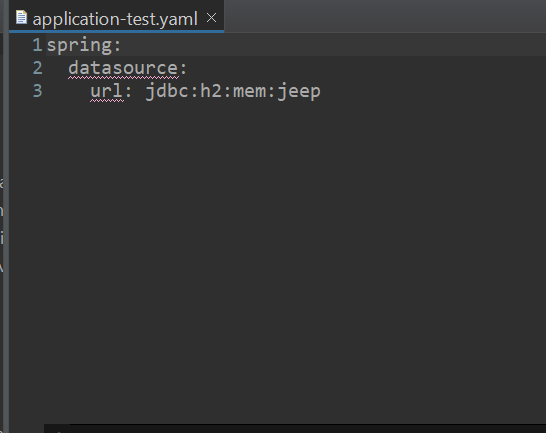 application-test.yaml
1 spring:
2 datasource:
3 url: jdbc:h2:mem:jeep